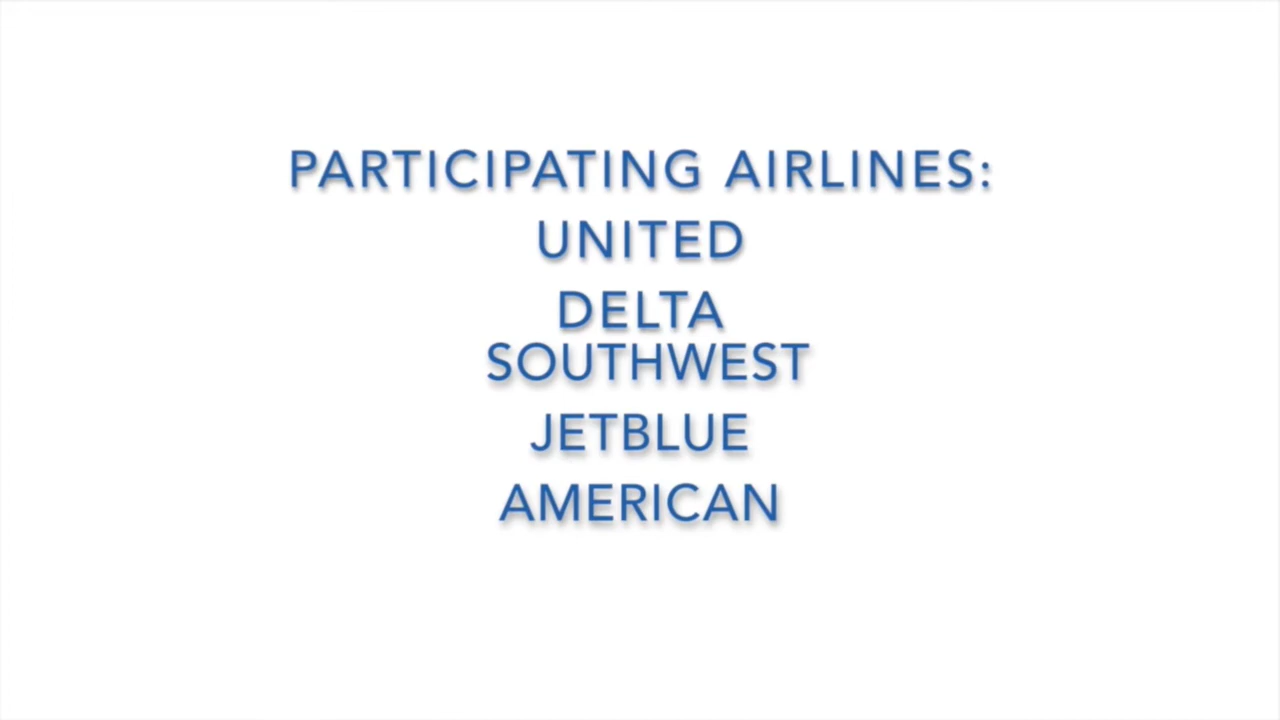 PARTICIPATING AIRLINES:
UNITED
DELTA
SOUTHWEST
JETBLUE
AMERICAN